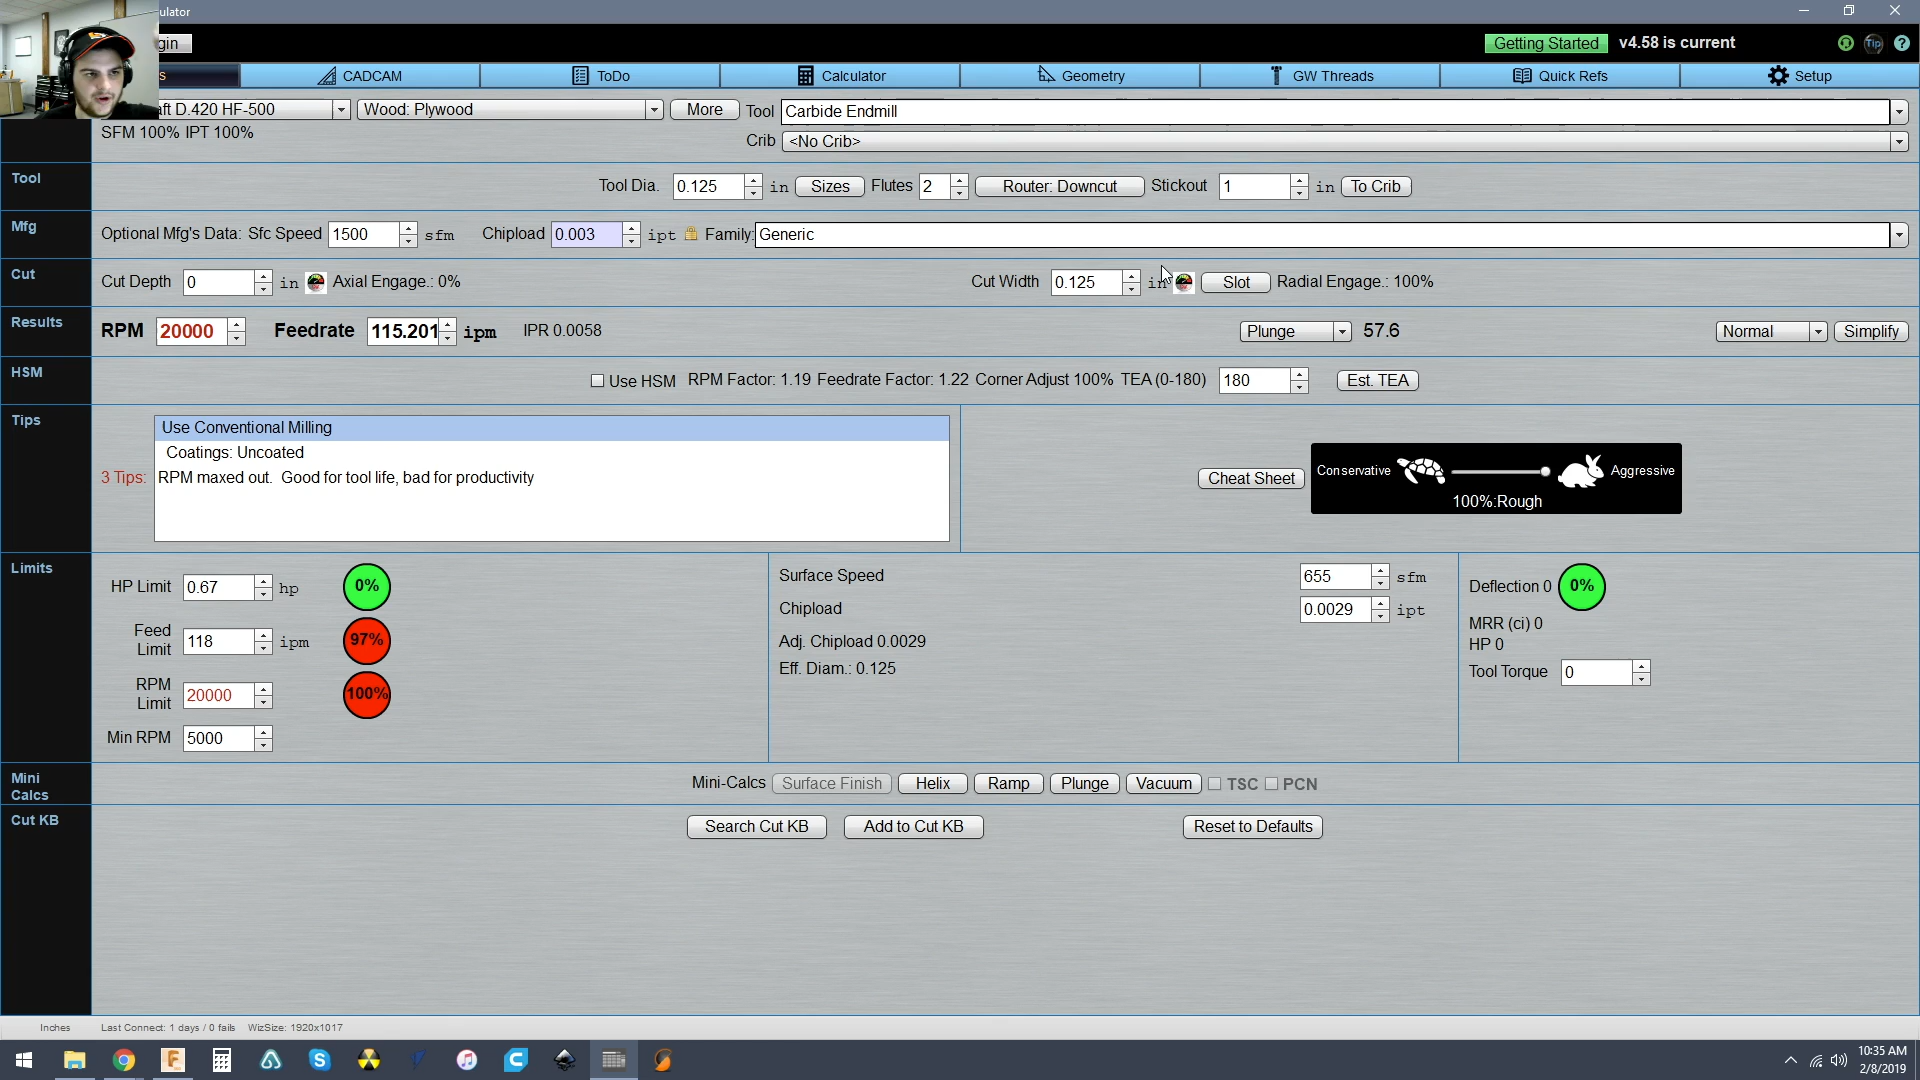 ulator
gin
Getting Started v4.58 is current Tip ?
s CADCAM ToDo Calculator Geometry GW Threads Quick Refs Setup
aft D.420 HF-500 Wood: Plywood More Tool Carbide Endmill
SFM 100% IPT 100% Crib <No Crib>
Tool Tool Dia. 0.125 in Sizes Flutes 2 Router: Downcut Stickout 1 in To Crib
Mfg Optional Mfg's Data: Sfc Speed 1500 sfm Chipload 0.003 ipt Family: Generic
Cut Cut Depth 0 in Axial Engage.: 0% Cut Width 0.125 in Slot Radial Engage.: 100%
Results RPM 20000 Feedrate 115.201 ipm IPR 0.0058 Plunge 57.6 Normal Simplify
HSM Use HSM RPM Factor: 1.19 Feedrate Factor: 1.22 Corner Adjust 100% TEA (0-180) 180 Est. TEA
Tips
3 Tips:
Use Conventional Milling
Coatings: Uncoated
RPM maxed out. Good for tool life, bad for productivity
Cheat Sheet Conservative Aggressive
100%:Rough
Limits
HP Limit 0.67 hp 0%
Feed Limit 118 ipm 97%
RPM Limit 20000 100%
Min RPM 5000
Surface Speed 655 sfm
Chipload 0.0029 ipt
Adj. Chipload 0.0029
Eff. Diam.: 0.125
Deflection 0 0%
MRR (ci) 0
HP 0
Tool Torque 0
Mini Calcs Mini-Calcs Surface Finish Helix Ramp Plunge Vacuum TSC PCN
Cut KB Search Cut KB Add to Cut KB Reset to Defaults
Inches Last Connect: 1 days / 0 fails WizSize: 1920x1017
10:35 AM
2/8/2019